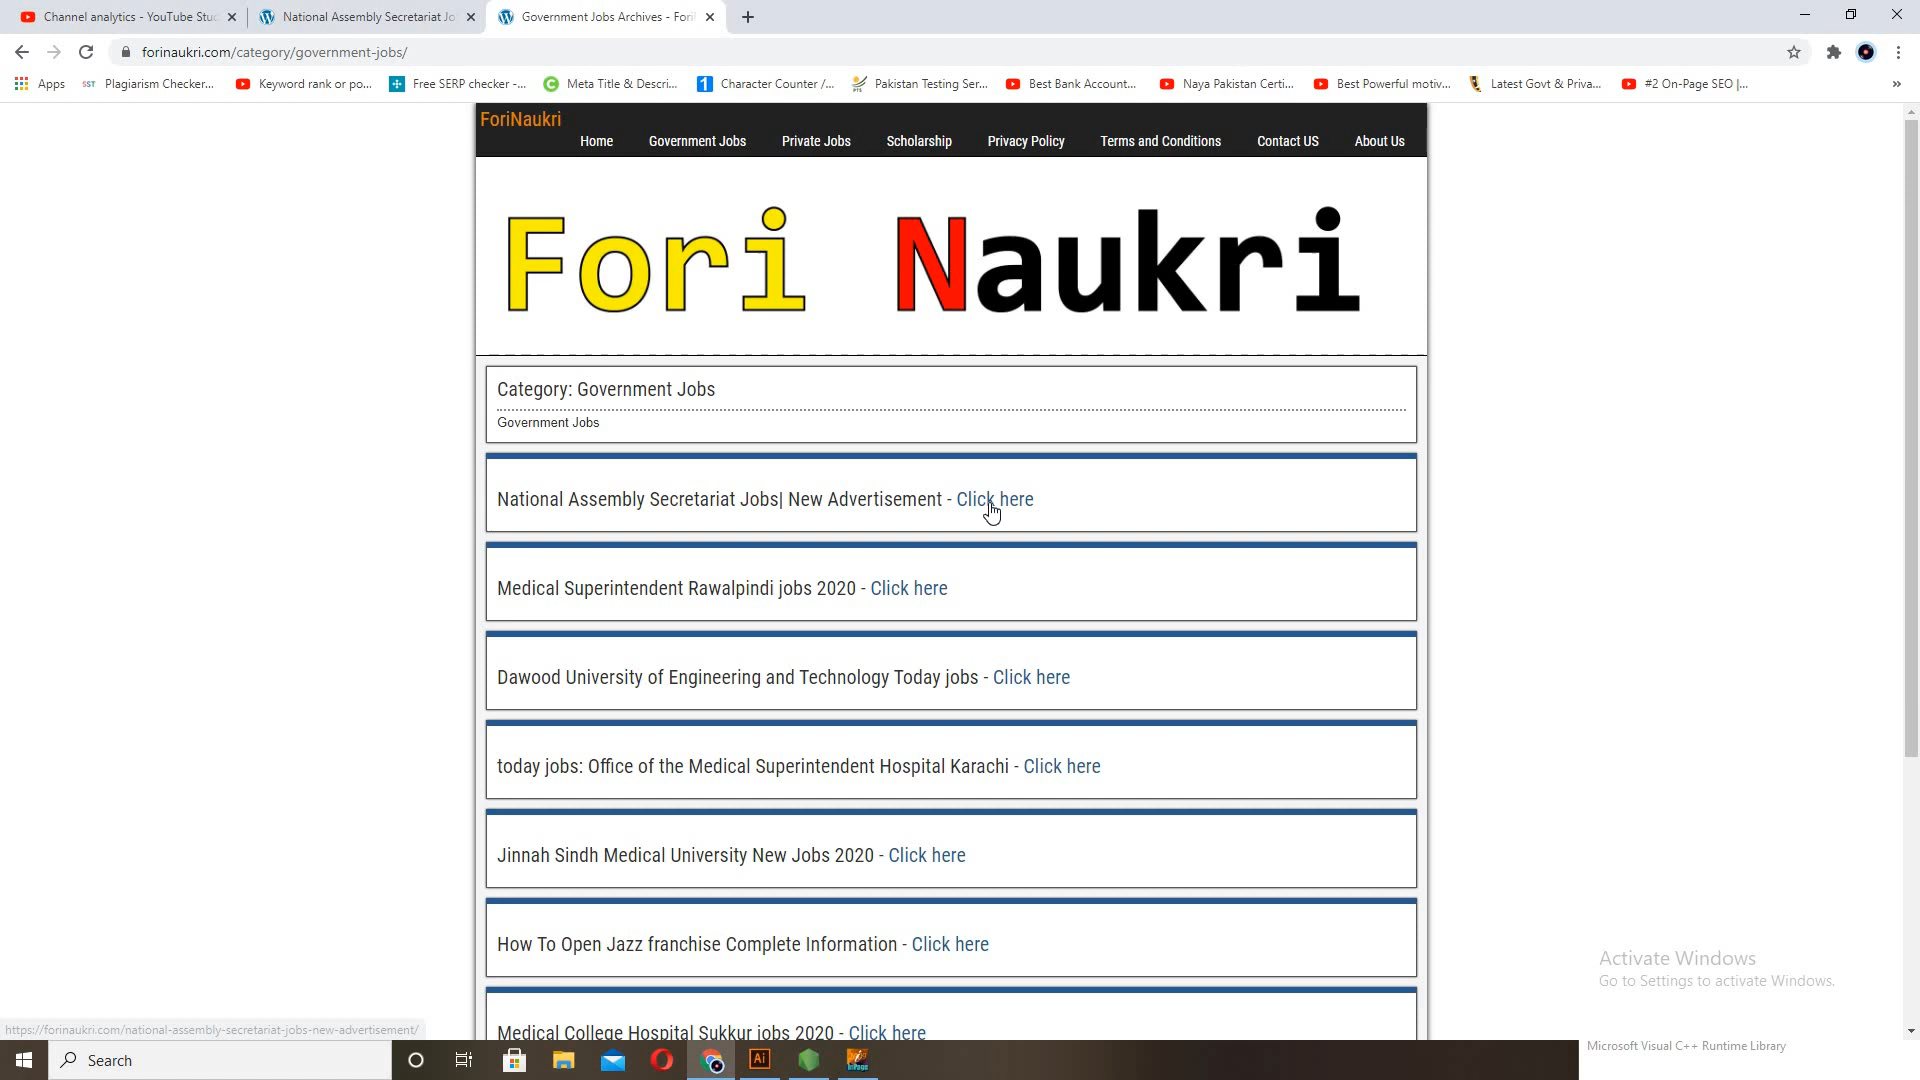 Channel analytics - YouTube Stu
National Assembly Secretariat Jo
Government Jobs Archives - Fori
forinaukri.com/category/government-jobs/
Apps
SST Plagiarism Checker...
Keyword rank or po...
Free SERP checker -...
Meta Title & Descri...
1 Character Counter /...
Pakistan Testing Ser...
Best Bank Account...
Naya Pakistan Certi...
Best Powerful motiv...
Latest Govt & Priva...
#2 On-Page SEO |...
ForiNaukri
Home Government Jobs Private Jobs Scholarship Privacy Policy Terms and Conditions Contact US About Us
Fori Naukri
Category: Government Jobs
Government Jobs
National Assembly Secretariat Jobs| New Advertisement - Click here
Medical Superintendent Rawalpindi jobs 2020 - Click here
Dawood University of Engineering and Technology Today jobs - Click here
today jobs: Office of the Medical Superintendent Hospital Karachi - Click here
Jinnah Sindh Medical University New Jobs 2020 - Click here
How To Open Jazz franchise Complete Information - Click here
Activate Windows
Go to Settings to activate Windows.
Medical College Hospital Sukkur jobs 2020 - Click here
https://forinaukri.com/national-assembly-secretariat-jobs-new-advertisement/
Search
Ai
Microsoft Visual C++ Runtime Library